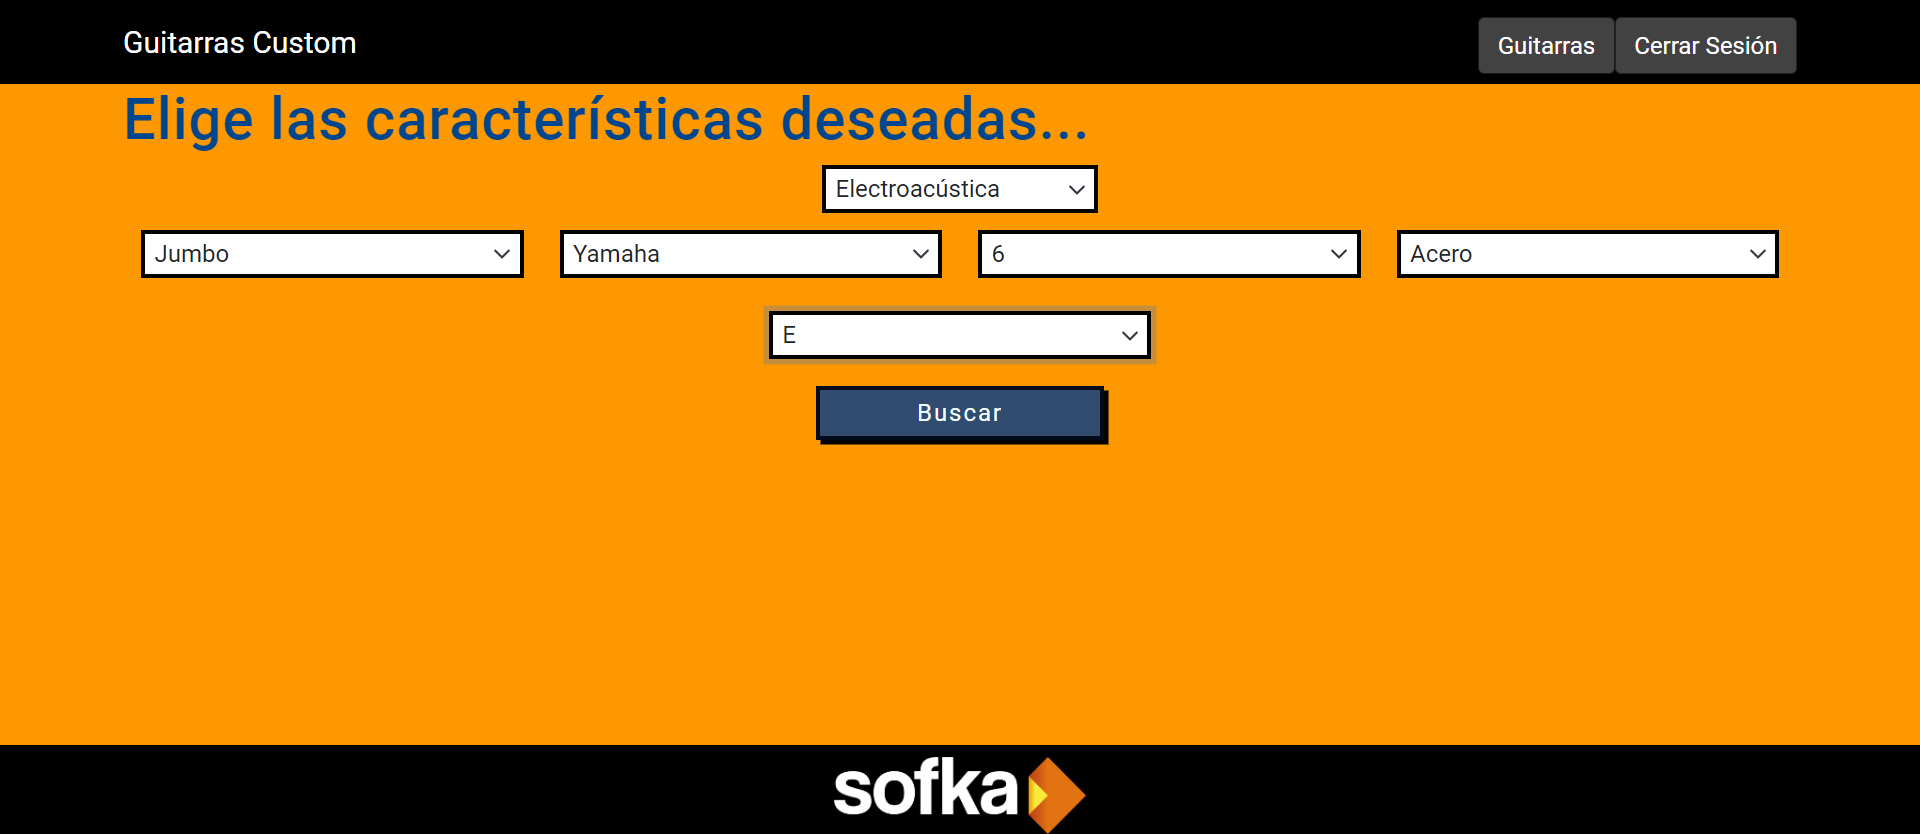 Guitarras Custom
Guitarras
Cerrar Sesión
Elige las características deseadas...
Electroacústica
Jumbo
Yamaha
6
Acero
E
Buscar
sofka